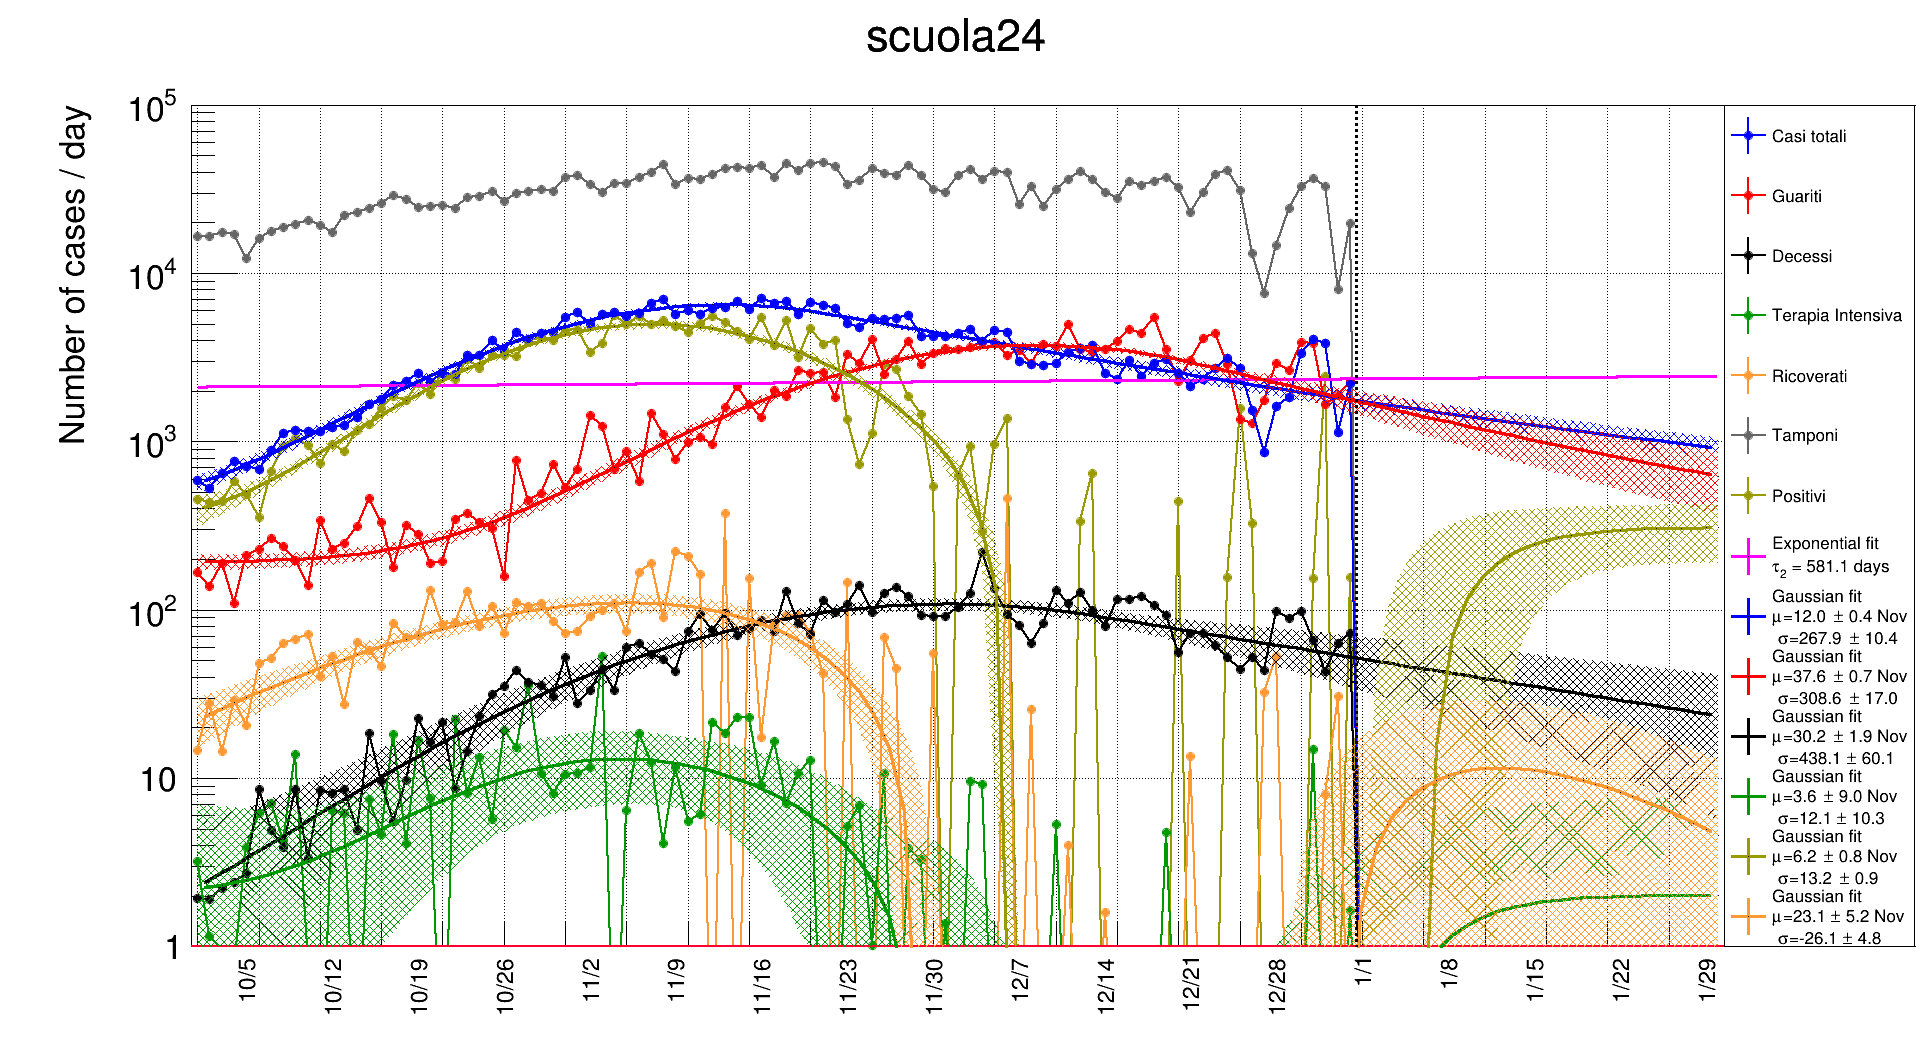 scuola24
Number of cases / day
10^5
10^4
10^3
10^2
10
1
10/5
10/12
10/19
10/26
11/2
11/9
11/16
11/23
11/30
12/7
12/14
12/21
12/28
1/1
1/8
1/15
1/22
1/29
Casi totali
Guariti
Decessi
Terapia Intensiva
Ricoverati
Tamponi
Positivi
Exponential fit
τ₂ = 581.1 days
Gaussian fit
μ=12.0 ± 0.4 Nov
σ=267.9 ± 10.4
Gaussian fit
μ=37.6 ± 0.7 Nov
σ=308.6 ± 17.0
Gaussian fit
μ=30.2 ± 1.9 Nov
σ=438.1 ± 60.1
Gaussian fit
μ=3.6 ± 9.0 Nov
σ=12.1 ± 10.3
Gaussian fit
μ=6.2 ± 0.8 Nov
σ=13.2 ± 0.9
Gaussian fit
μ=23.1 ± 5.2 Nov
σ=-26.1 ± 4.8